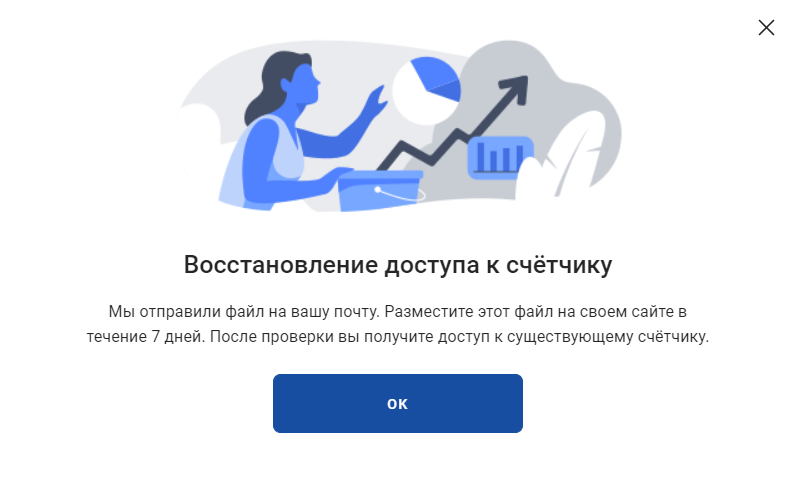 Восстановление доступа к счётчику
Мы отправили файл на вашу почту. Разместите этот файл на своем сайте в
течение 7 дней. После проверки вы получите доступ к существующему счётчику.
OK